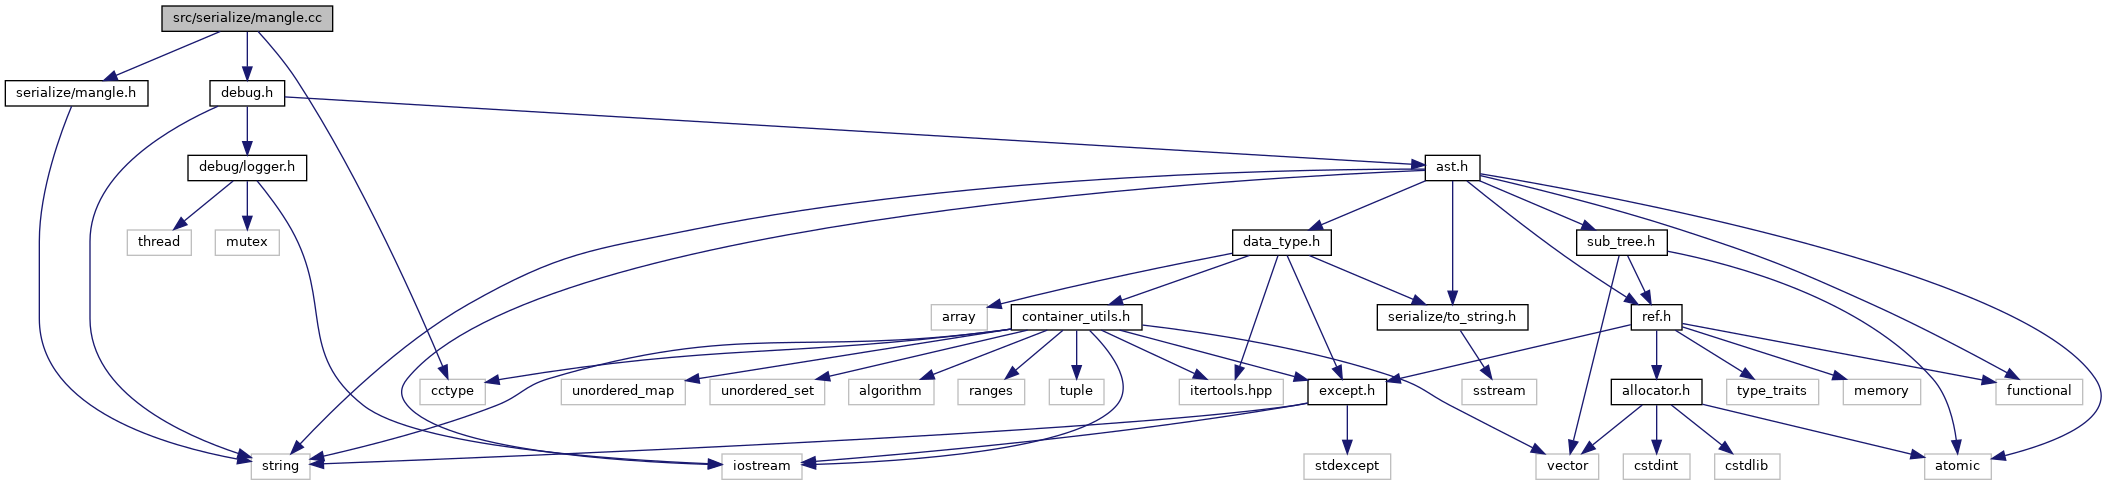 src/serialize/mangle.cc
serialize/mangle.h
debug.h
debug/logger.h
ast.h
thread
mutex
data_type.h
sub_tree.h
array
container_utils.h
serialize/to_string.h
ref.h
cctype
unordered_map
unordered_set
algorithm
ranges
tuple
itertools.hpp
except.h
sstream
allocator.h
type_traits
memory
functional
string
iostream
stdexcept
vector
cstdint
cstdlib
atomic